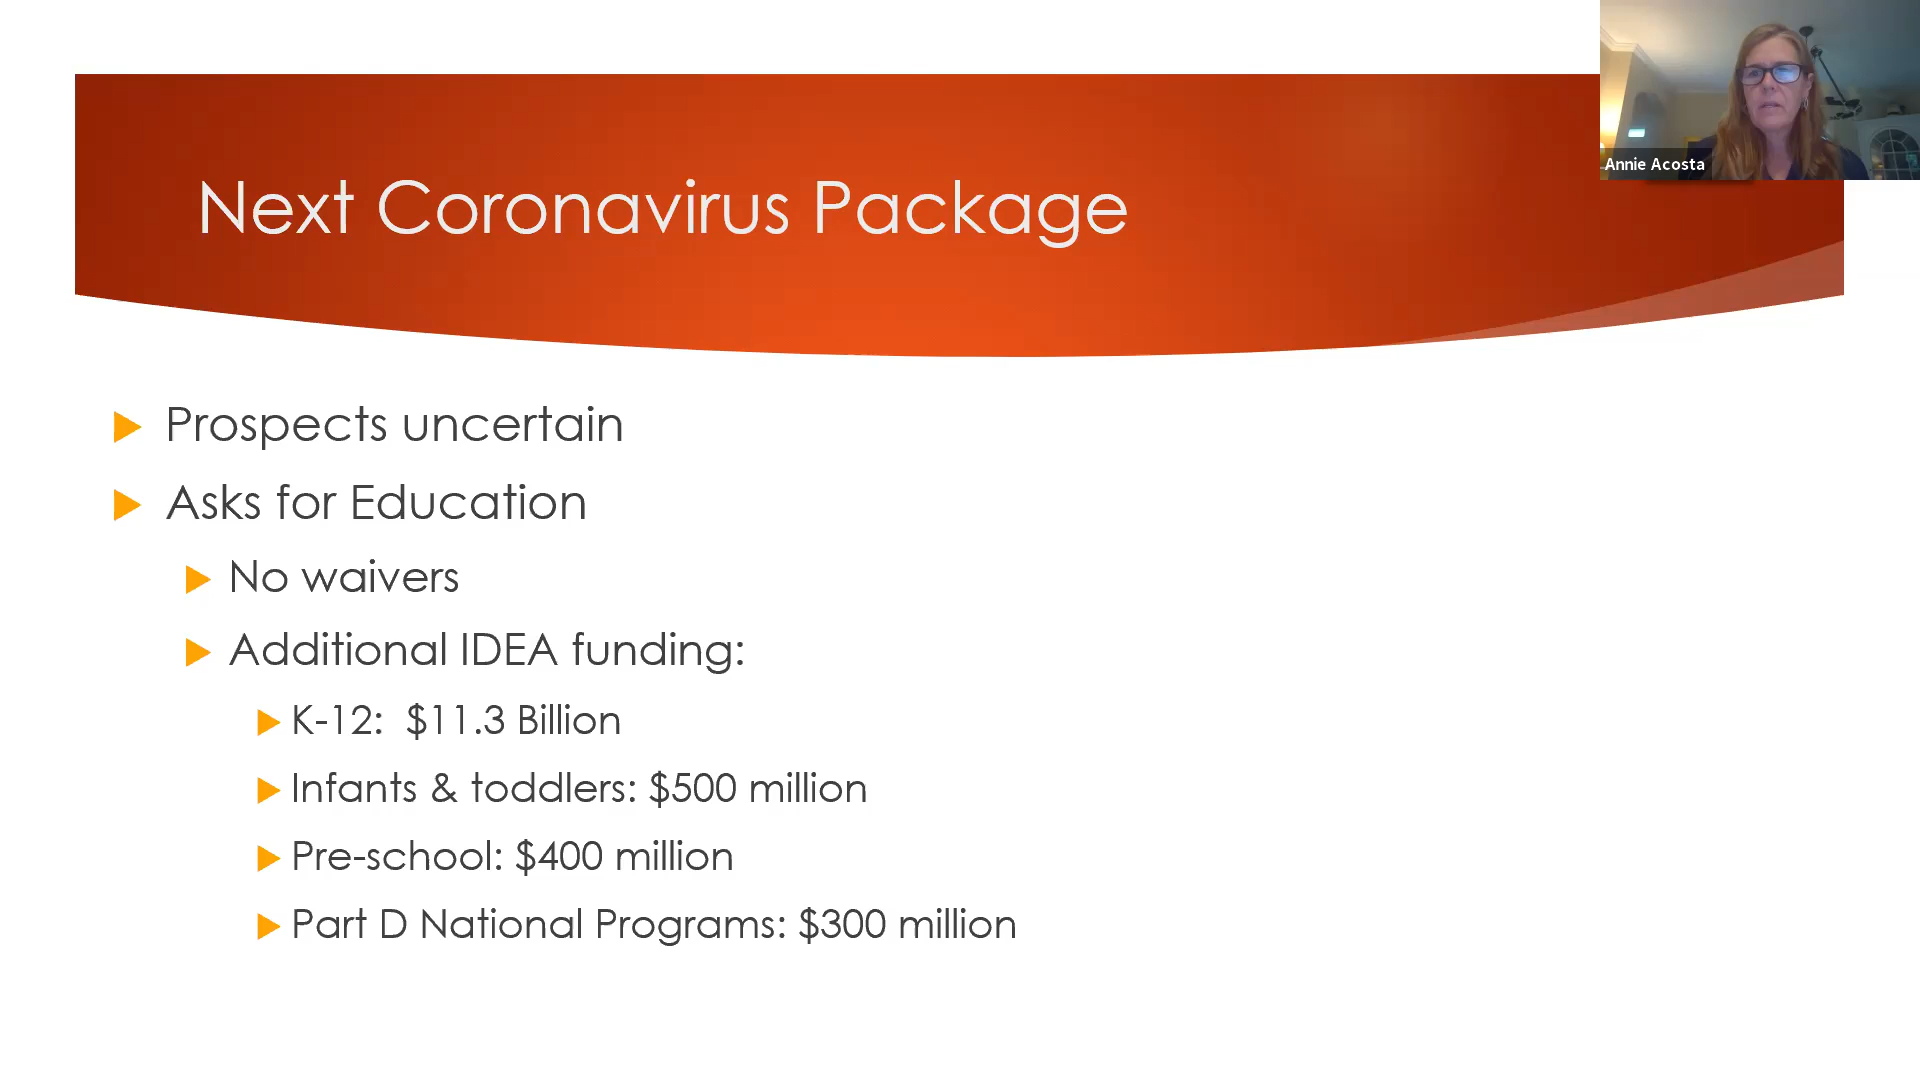 Annie Acosta
Next Coronavirus Package
Prospects uncertain
Asks for Education
No waivers
Additional IDEA funding:
K-12:  $11.3 Billion
Infants & toddlers: $500 million
Pre-school: $400 million
Part D National Programs: $300 million